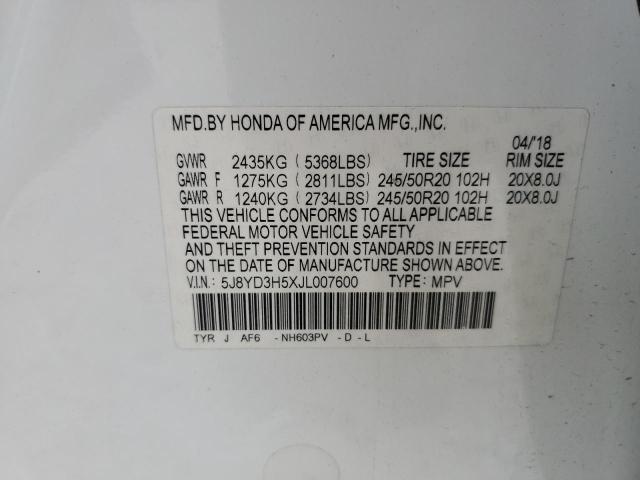 MFD.BY HONDA OF AMERICA MFG.,INC.
04/'18
GVWR 2435KG ( 5368LBS) TIRE SIZE RIM SIZE
GAWR F 1275KG ( 2811LBS) 245/50R20 102H 20X8.0J
GAWR R 1240KG ( 2734LBS) 245/50R20 102H 20X8.0J
THIS VEHICLE CONFORMS TO ALL APPLICABLE
FEDERAL MOTOR VEHICLE SAFETY
AND THEFT PREVENTION STANDARDS IN EFFECT
ON THE DATE OF MANUFACTURE SHOWN ABOVE.
V.I.N.: 5J8YD3H5XJL007600 TYPE: MPV
TYR J AF6 -NH603PV -D-L